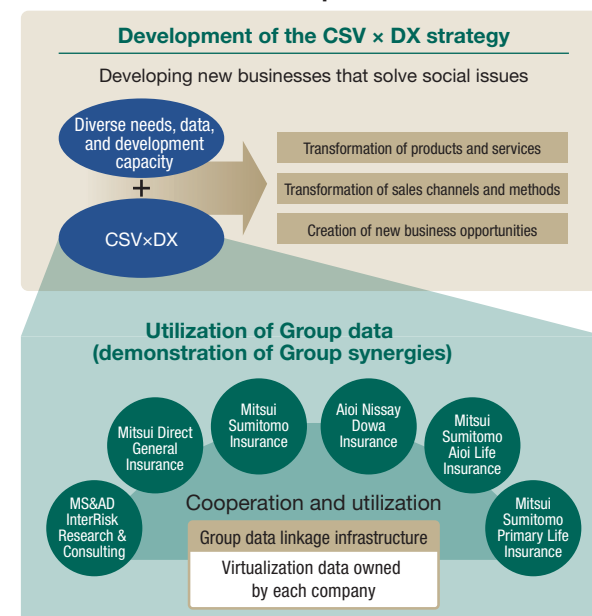 Development of the CSV × DX strategy
Developing new businesses that solve social issues
Diverse needs, data,
and development
capacity
+
CSV×DX
Transformation of products and services
Transformation of sales channels and methods
Creation of new business opportunities
Utilization of Group data
(demonstration of Group synergies)
MS&AD
InterRisk
Research &
Consulting
Mitsui Direct
General
Insurance
Mitsui
Sumitomo
Insurance
Aioi Nissay
Dowa
Insurance
Mitsui
Sumitomo
Aioi Life
Insurance
Mitsui
Sumitomo
Primary Life
Insurance
Cooperation and utilization
Group data linkage infrastructure
Virtualization data owned
by each company